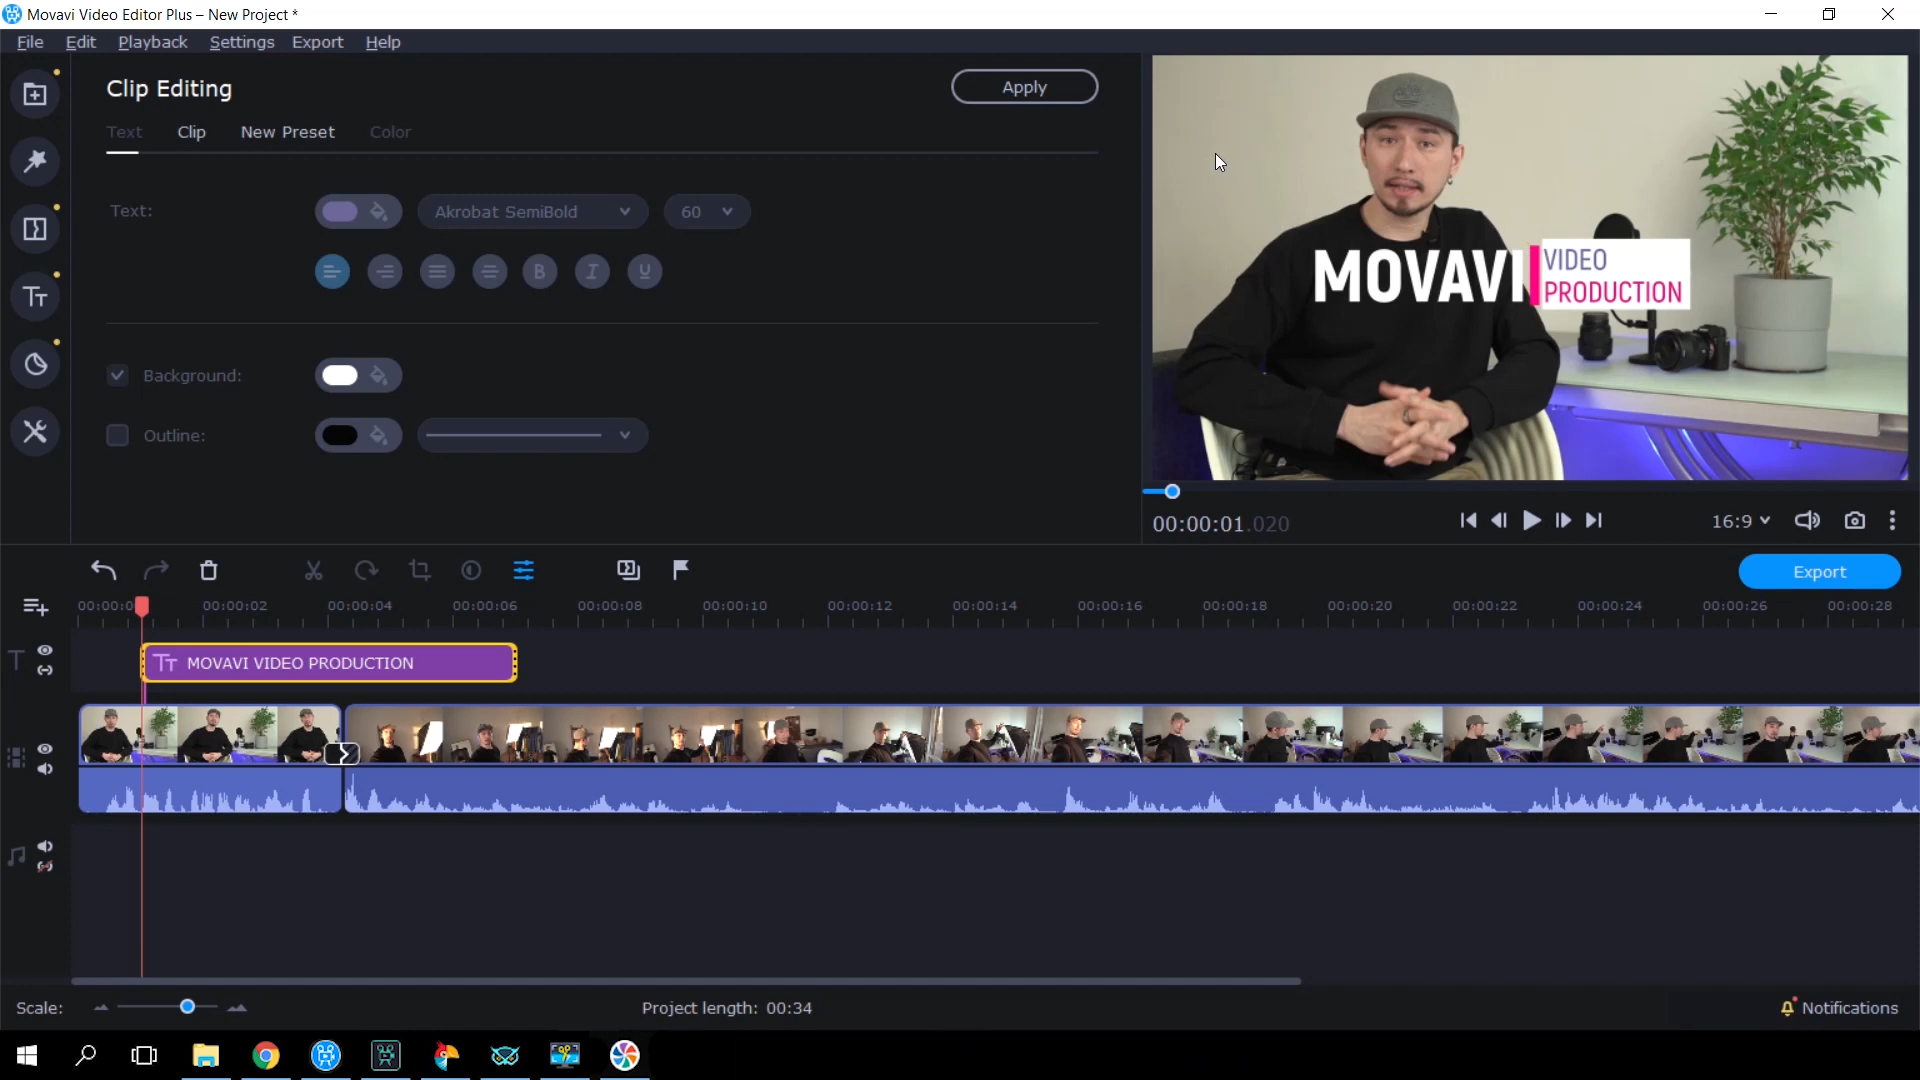 Movavi Video Editor Plus – New Project *
File Edit Playback Settings Export Help
Clip Editing
Apply
Text Clip New Preset Color
Text:
Akrobat SemiBold
60
B I U
Background:
Outline:
MOVAVI
VIDEO
PRODUCTION
00:00:01.020
16:9
Export
00:00:0 00:00:02 00:00:04 00:00:06 00:00:08 00:00:10 00:00:12 00:00:14 00:00:16 00:00:18 00:00:20 00:00:22 00:00:24 00:00:26 00:00:28
MOVAVI VIDEO PRODUCTION
Scale:
Project length: 00:34
Notifications